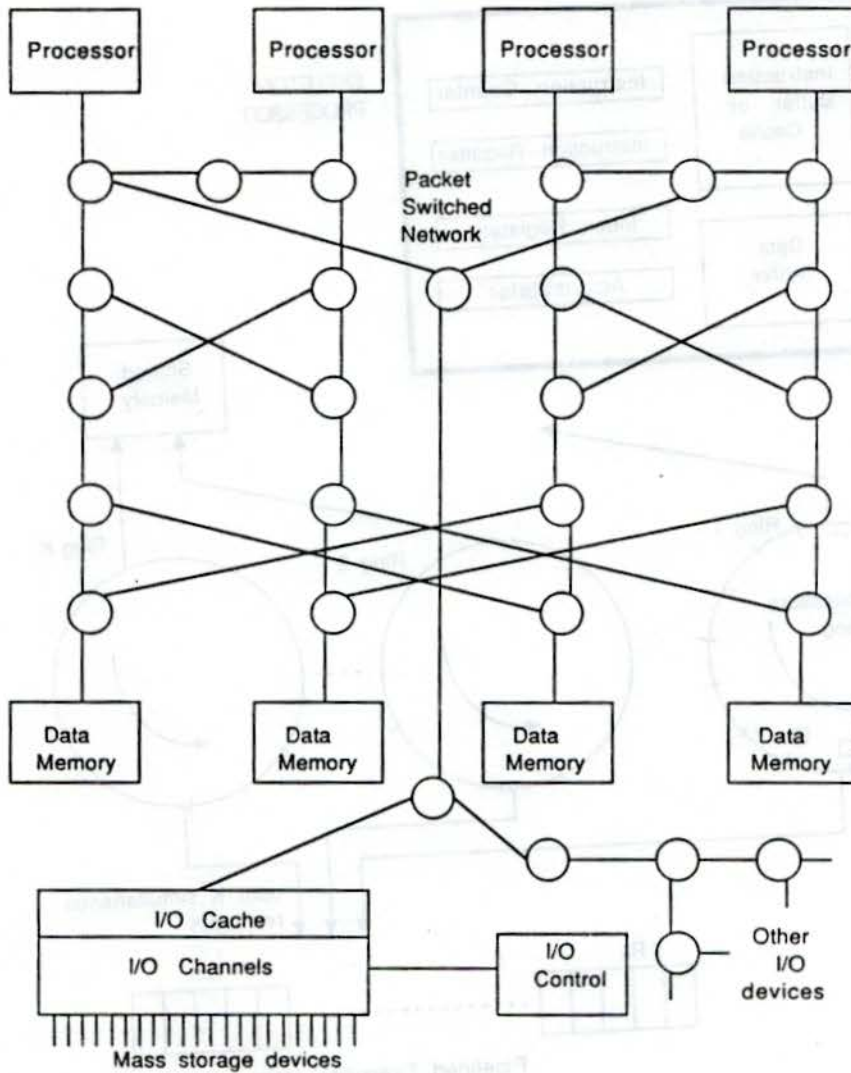 Processor
Processor
Processor
Processor
Packet
Switched
Network
Data
Memory
Data
Memory
Data
Memory
Data
Memory
I/O Cache
I/O Channels
I/O
Control
Other
I/O
devices
Mass storage devices